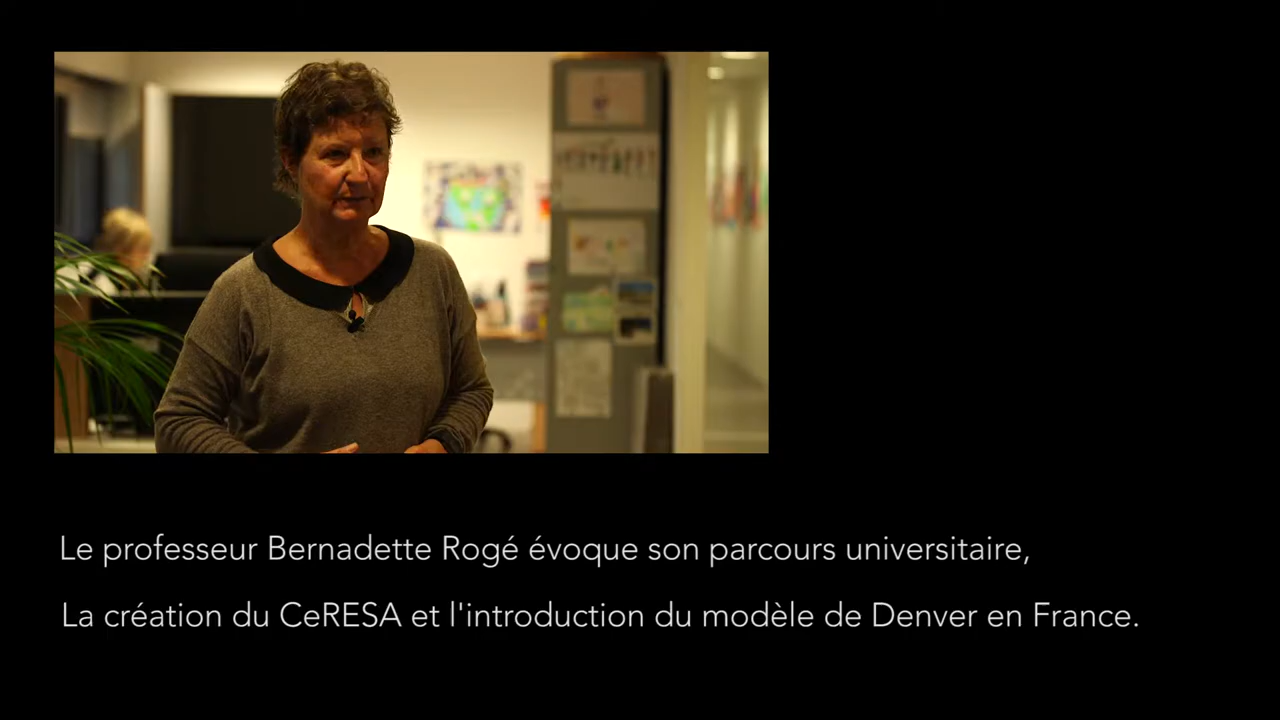 Le professeur Bernadette Rogé évoque son parcours universitaire,
La création du CeRESA et l'introduction du modèle de Denver en France.